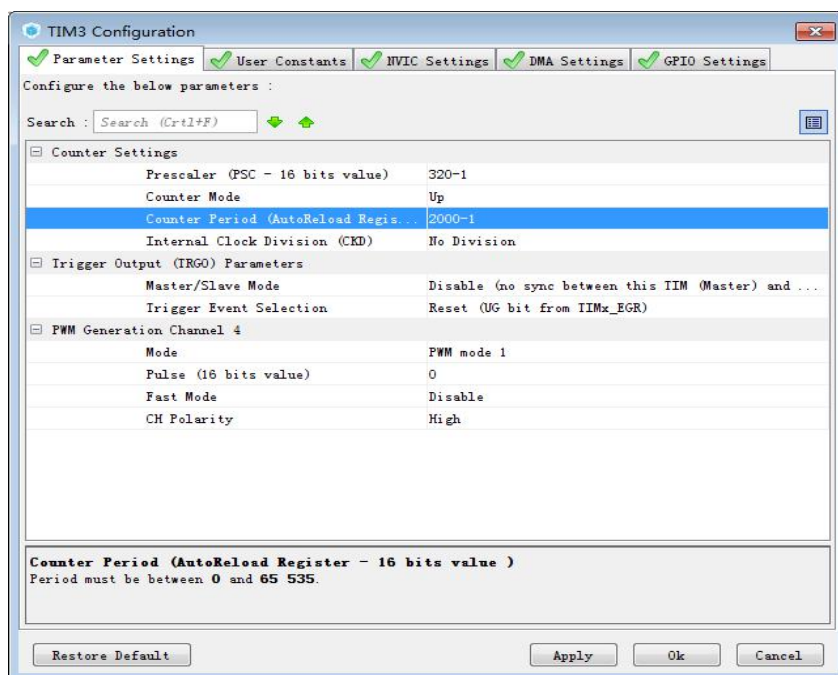 TIM3 Configuration
Parameter Settings User Constants NVIC Settings DMA Settings GPIO Settings
Configure the below parameters :
Search : Search (Crtl+F)
Counter Settings
Prescaler (PSC - 16 bits value) 320-1
Counter Mode Up
Counter Period (AutoReload Regis... 2000-1
Internal Clock Division (CKD) No Division
Trigger Output (TRGO) Parameters
Master/Slave Mode Disable (no sync between this TIM (Master) and ...
Trigger Event Selection Reset (UG bit from TIMx_EGR)
PWM Generation Channel 4
Mode PWM mode 1
Pulse (16 bits value) 0
Fast Mode Disable
CH Polarity High
Counter Period (AutoReload Register - 16 bits value )
Period must be between 0 and 65 535.
Restore Default Apply Ok Cancel